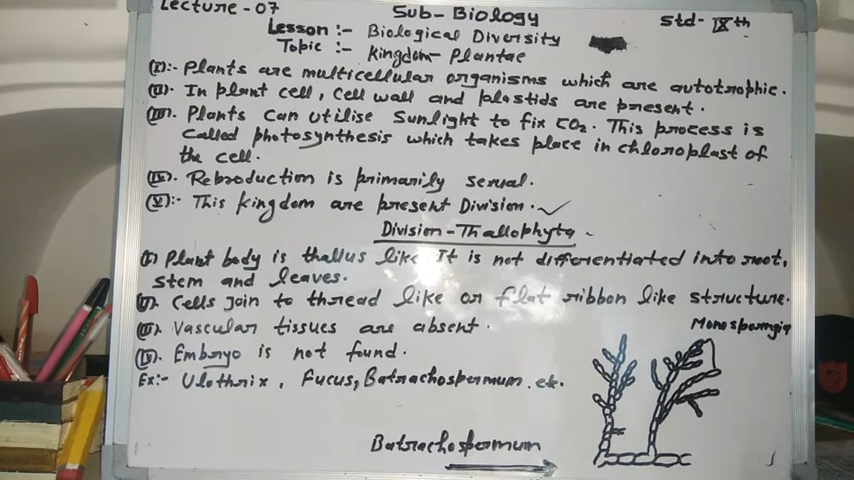 Lecture - 07
Sub - Biology
Std - IXth
Lesson :- Biological Diversity
Topic :- Kingdom - Plantae
(I):- Plants are multicellular organisms which are autotrophic.
(II):- In plant cell, cell wall and plastids are present.
(III). Plants can utilise Sunlight to fix CO2. This process is
called photosynthesis which takes place in chloroplast of
the cell.
(IV). Reproduction is primarily sexual.
(V):- This kingdom are present Division.
Division - Thallophyta
(I) Plant body is thallus like. It is not differentiated into root,
stem and leaves.
(II). Cells Join to thread like or flat ribbon like structure.
(III). Vascular tissues are absent.
Monosporangia
(IV). Embryo is not found.
Ex:- Ulothrix, Fucus, Batrachospermum, etc.
Batrachospermum